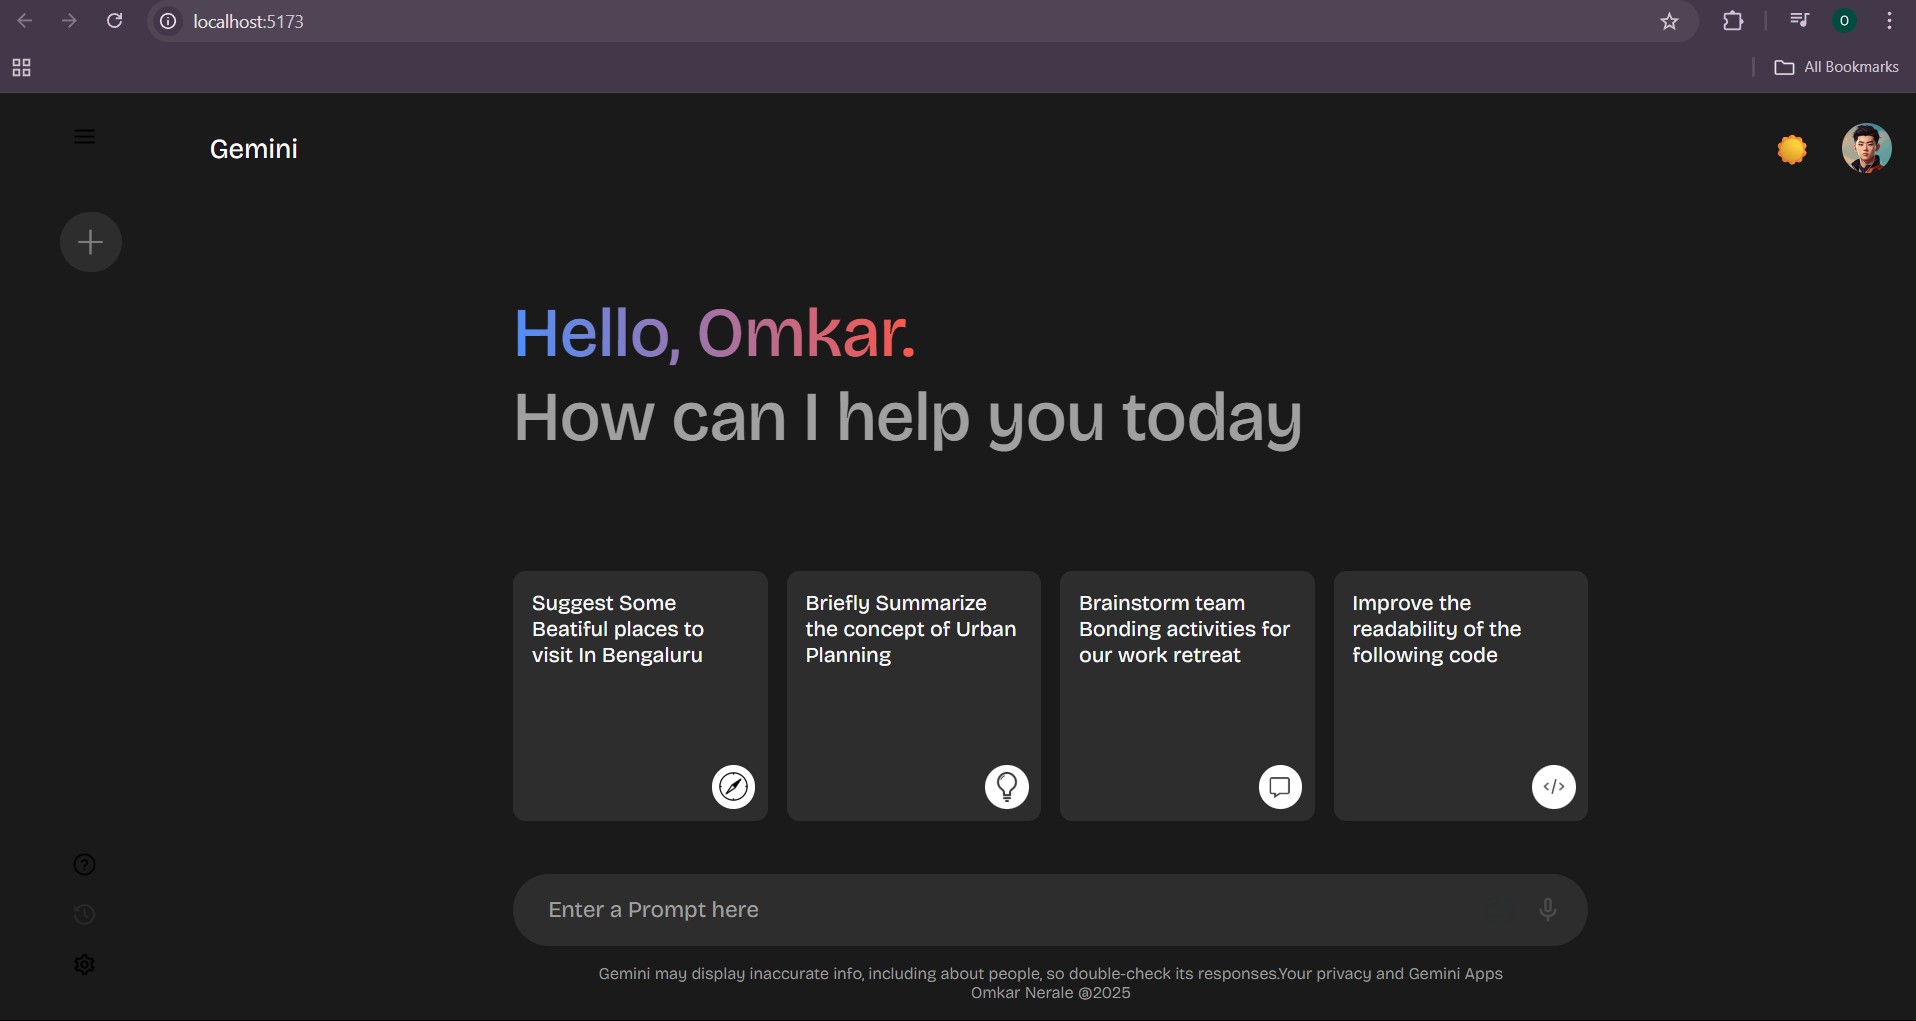 localhost:5173
O
All Bookmarks
Gemini
Hello, Omkar.
How can I help you today
Suggest Some
Beatiful places to
visit In Bengaluru
Briefly Summarize
the concept of Urban
Planning
Brainstorm team
Bonding activities for
our work retreat
Improve the
readability of the
following code
Enter a Prompt here
Gemini may display inaccurate info, including about people, so double-check its responses.Your privacy and Gemini Apps
Omkar Nerale @2025